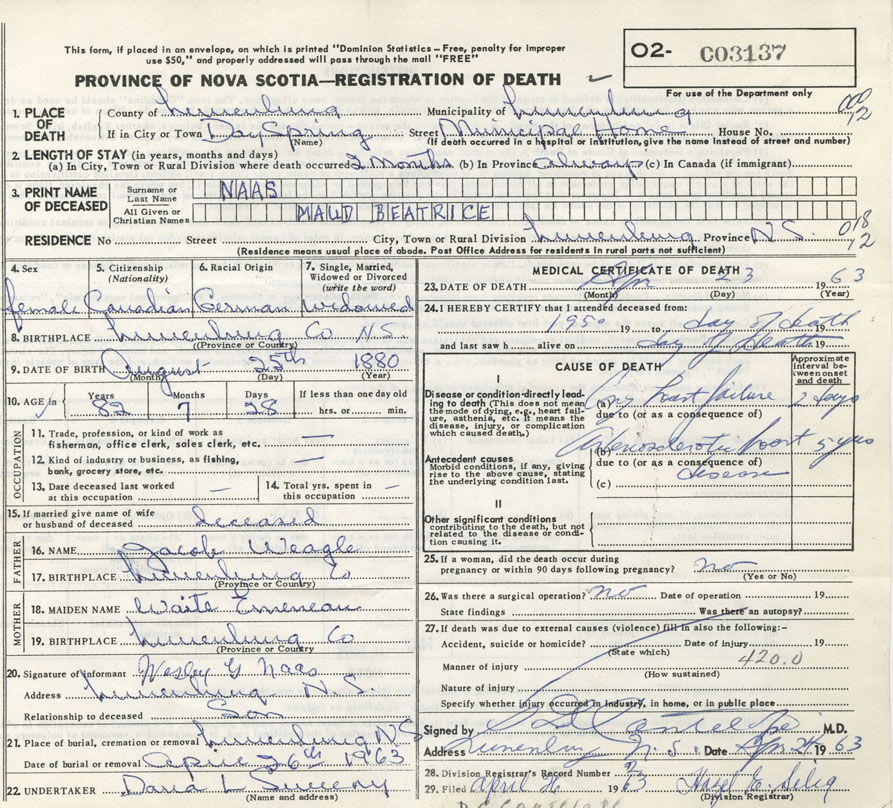 This form, if placed in an envelope, on which is printed "Dominion Statistics - Free, penalty for improper
use $50," and properly addressed will pass through the mail "FREE"
O2- C03137
For use of the Department only
PROVINCE OF NOVA SCOTIA—REGISTRATION OF DEATH
1. PLACE OF DEATH
County of Lunenburg Municipality of Lunenburg
If in City or Town DaySpring Street Municipal Home House No.
(Name) (If death occurred in a hospital or institution, give name instead of street and number)
2. LENGTH OF STAY (in years, months and days)
(a) In City, Town or Rural Division where death occurred 2 Months (b) In Province always (c) In Canada (if immigrant)
3. PRINT NAME OF DECEASED
Surname or Last Name NAAS
All Given or Christian Names MAUD BEATRICE
RESIDENCE No Street City, Town or Rural Division Lunenburg Province N.S.
(Residence means usual place of abode. Post Office Address for residents in rural parts not sufficient)
4. Sex female
5. Citizenship (Nationality) Canadian
6. Racial Origin German
7. Single, Married, Widowed or Divorced (write the word) widowed
8. BIRTHPLACE Lunenburg Co N S
(Province or Country)
9. DATE OF BIRTH August 25th 1880
(Month) (Day) (Year)
10. AGE in Years 82 Months 7 Days 28 If less than one day old hrs. or min.
OCCUPATION
11. Trade, profession, or kind of work as fisherman, office clerk, sales clerk, etc. —
12. Kind of industry or business, as fishing, bank, grocery store, etc. —
13. Date deceased last worked at this occupation —
14. Total yrs. spent in this occupation —
15. If married give name of wife or husband of deceased deceased
FATHER
16. NAME Jacob Weagle
17. BIRTHPLACE Lunenburg Co
(Province or Country)
MOTHER
18. MAIDEN NAME Waite Emeneau
19. BIRTHPLACE Lunenburg Co
(Province or Country)
20. Signature of informant Wesley G Naas
Address Lunenburg N.S.
Relationship to deceased Son
21. Place of burial, cremation or removal Lunenburg NS
Date of burial or removal April 26th 1963
22. UNDERTAKER David L Sweeny
(Name and address)
MEDICAL CERTIFICATE OF DEATH
23. DATE OF DEATH Apr 23 1963
(Month) (Day) (Year)
24. I HEREBY CERTIFY that I attended deceased from:
1950 19 to day of death
and last saw h alive on day of death 19
CAUSE OF DEATH
Approximate interval between onset and death
I
Disease or condition directly leading to death (This does not mean the mode of dying, e.g., heart failure, asthenia, etc. It means the disease, injury, or complication which caused death.)
(a) heart failure 2 days
due to (or as a consequence of
Antecedent causes
Morbid conditions, if any, giving rise to the above cause, stating the underlying condition last.
(b) Arteriosclerotic heart 5 yrs
due to (or as a consequence of)
(c) disease
II
Other significant conditions contributing to the death, but not related to the disease or condition causing it.
25. If a woman, did the death occur during pregnancy or within 90 days following pregnancy? no
(Yes or No)
26. Was there a surgical operation? no Date of operation 19
State findings Was there an autopsy?
27. If death was due to external causes (violence) fill in also the following:—
Accident, suicide or homicide? Date of injury 19
(State which)
420.0
Manner of injury
(How sustained)
Nature of injury
Specify whether injury occurred in industry, in home, or in public place
Signed by M.D.
Address Lunenburg N.S. Date Apr 24 1963
28. Division Registrar's Record Number
29. Filed April 26 1963
(Division Registrar)